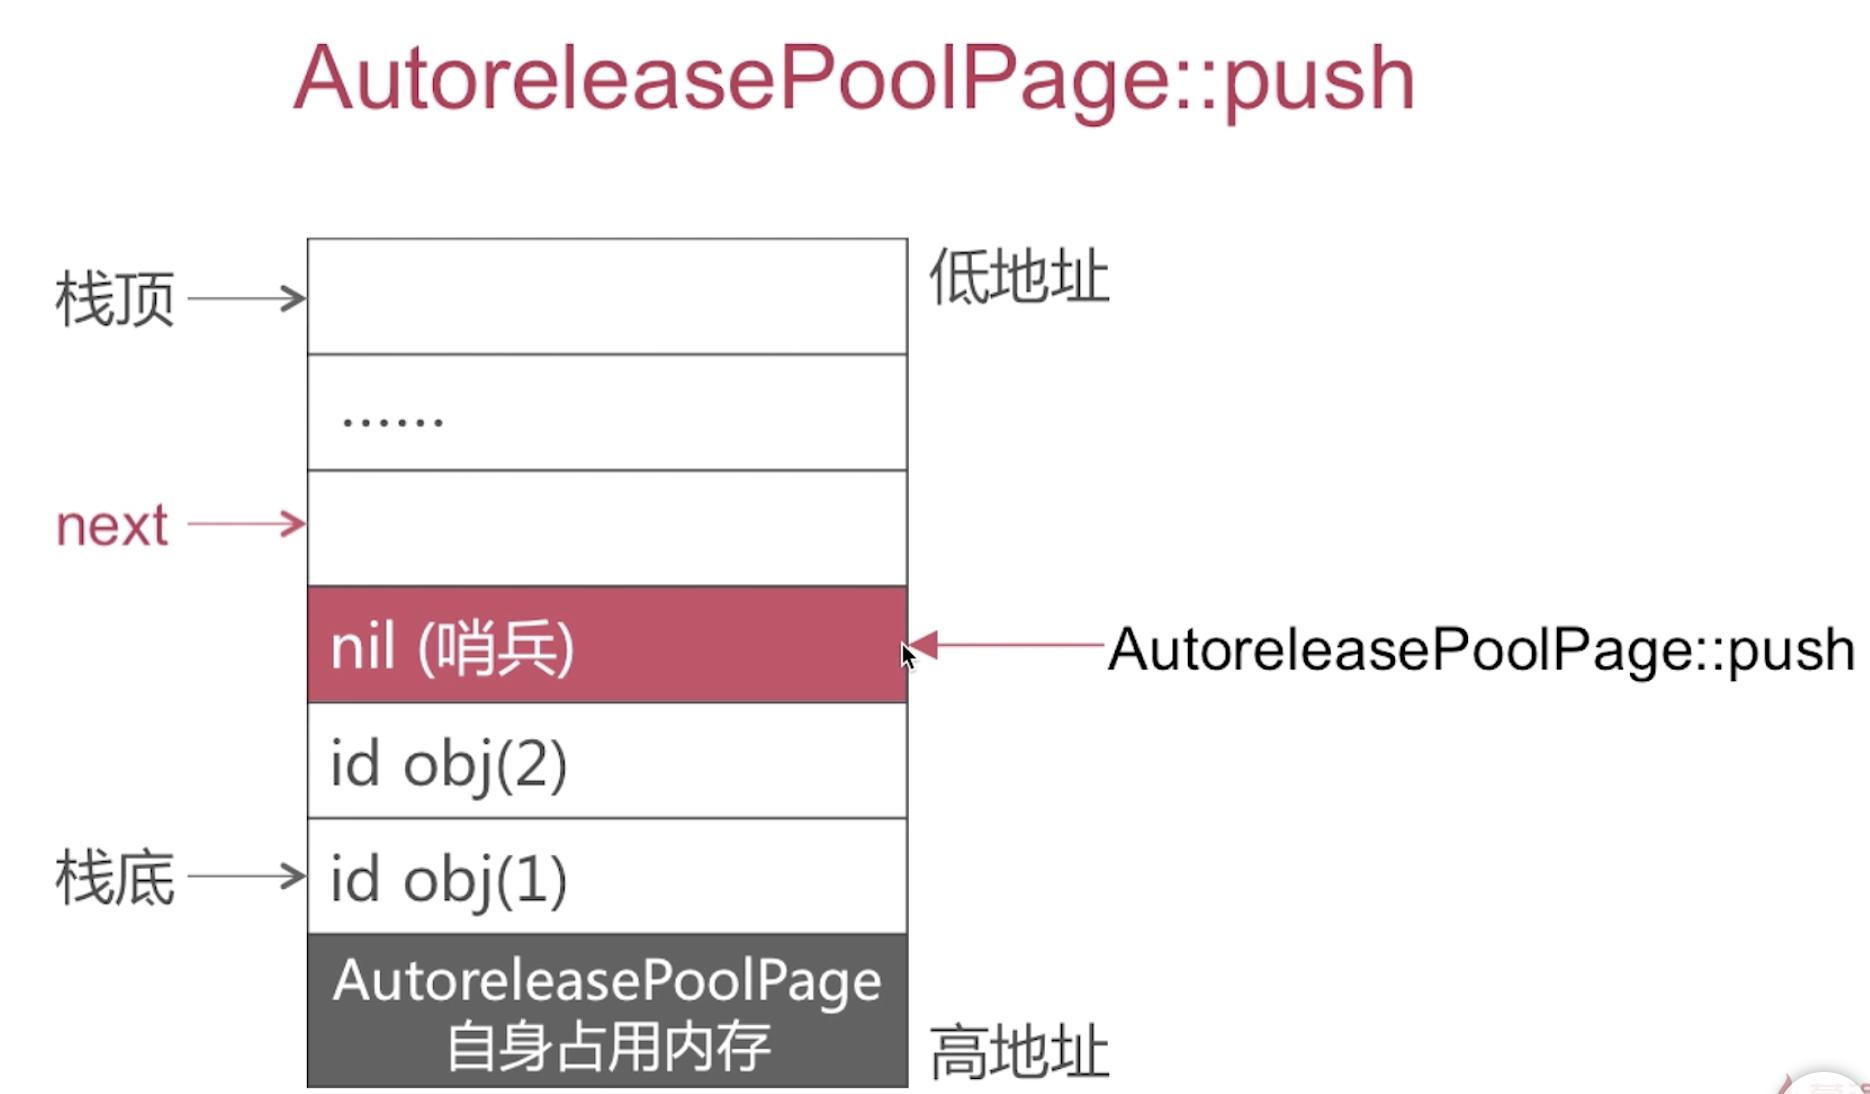 AutoreleasePoolPage::push
栈顶
低地址
······
next
nil (哨兵)
AutoreleasePoolPage::push
id obj(2)
栈底
id obj(1)
AutoreleasePoolPage
自身占用内存
高地址